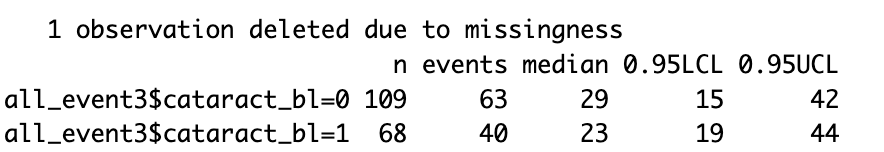 1 observation deleted due to missingness
n events median 0.95LCL 0.95UCL
all_event3$cataract_bl=0 109 63 29 15 42
all_event3$cataract_bl=1 68 40 23 19 44